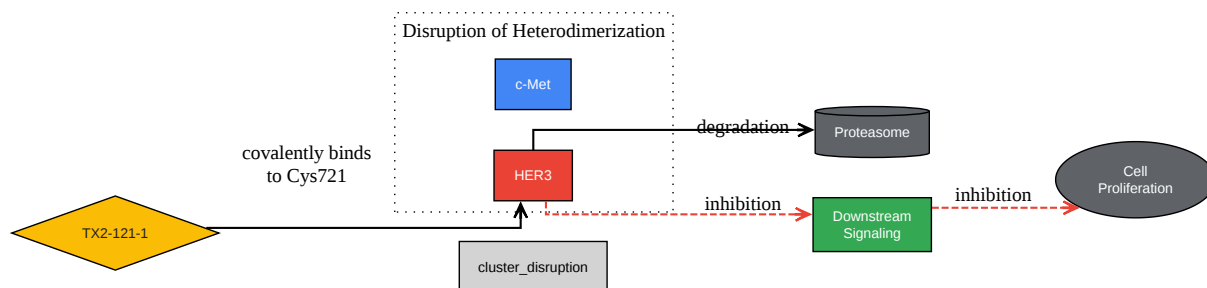 Disruption of Heterodimerization
c-Met
degradation
Proteasome
covalently binds
to Cys721
HER3
Cell
Proliferation
inhibition
inhibition
TX2-121-1
Downstream
Signaling
cluster_disruption